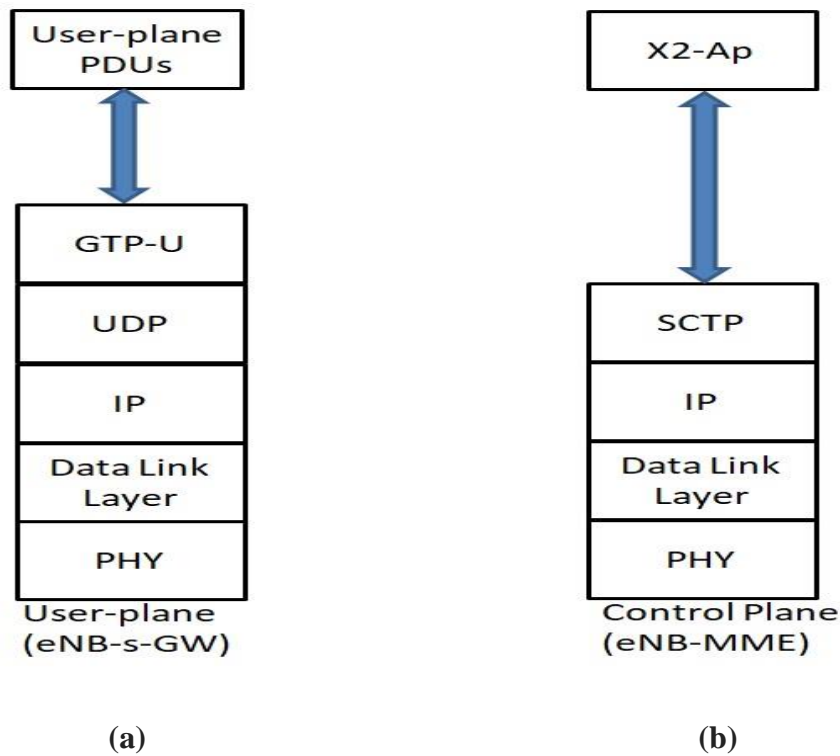 User-plane
PDUs
GTP-U
UDP
IP
Data Link
Layer
PHY
User-plane
(eNB-s-GW)
(a)
X2-Ap
SCTP
IP
Data Link
Layer
PHY
Control Plane
(eNB-MME)
(b)